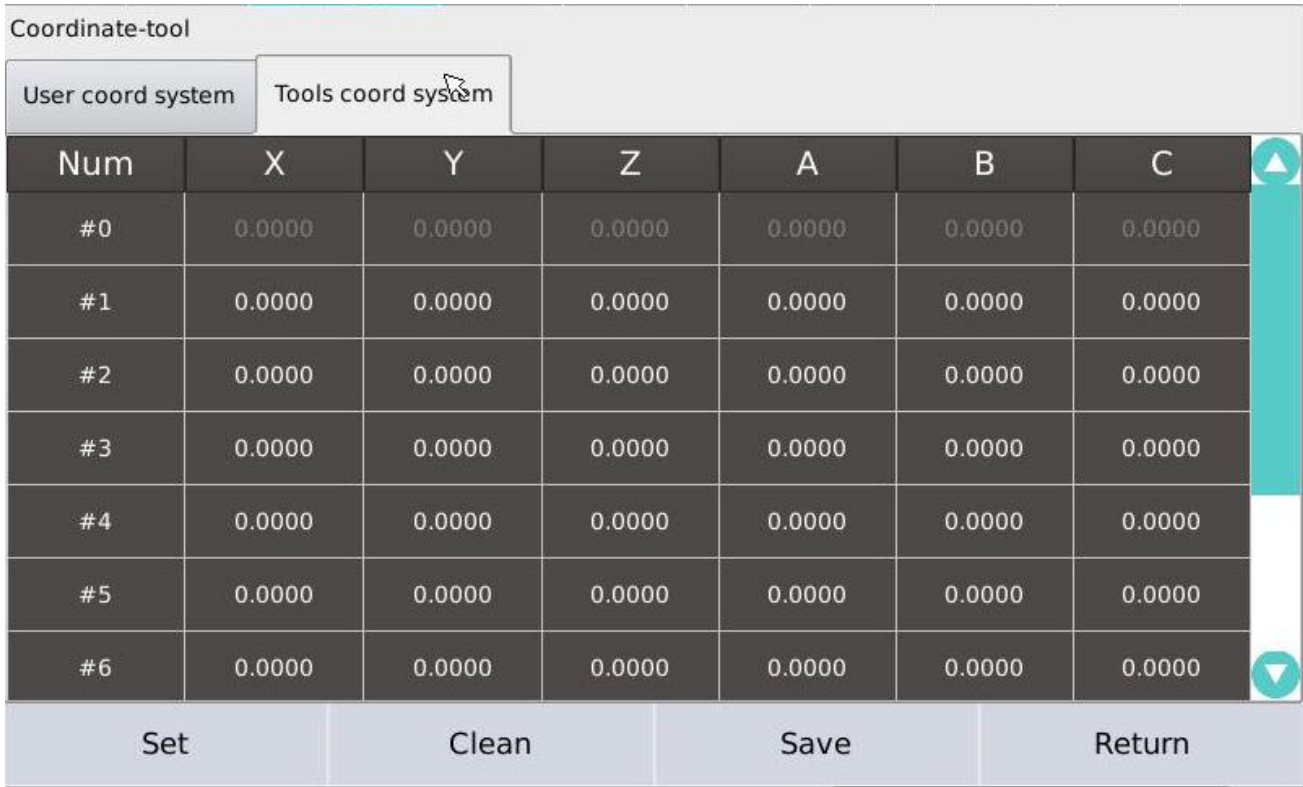 Coordinate-tool
User coord system Tools coord system
Num X Y Z A B C
#0 0.0000 0.0000 0.0000 0.0000 0.0000 0.0000
#1 0.0000 0.0000 0.0000 0.0000 0.0000 0.0000
#2 0.0000 0.0000 0.0000 0.0000 0.0000 0.0000
#3 0.0000 0.0000 0.0000 0.0000 0.0000 0.0000
#4 0.0000 0.0000 0.0000 0.0000 0.0000 0.0000
#5 0.0000 0.0000 0.0000 0.0000 0.0000 0.0000
#6 0.0000 0.0000 0.0000 0.0000 0.0000 0.0000
Set Clean Save Return